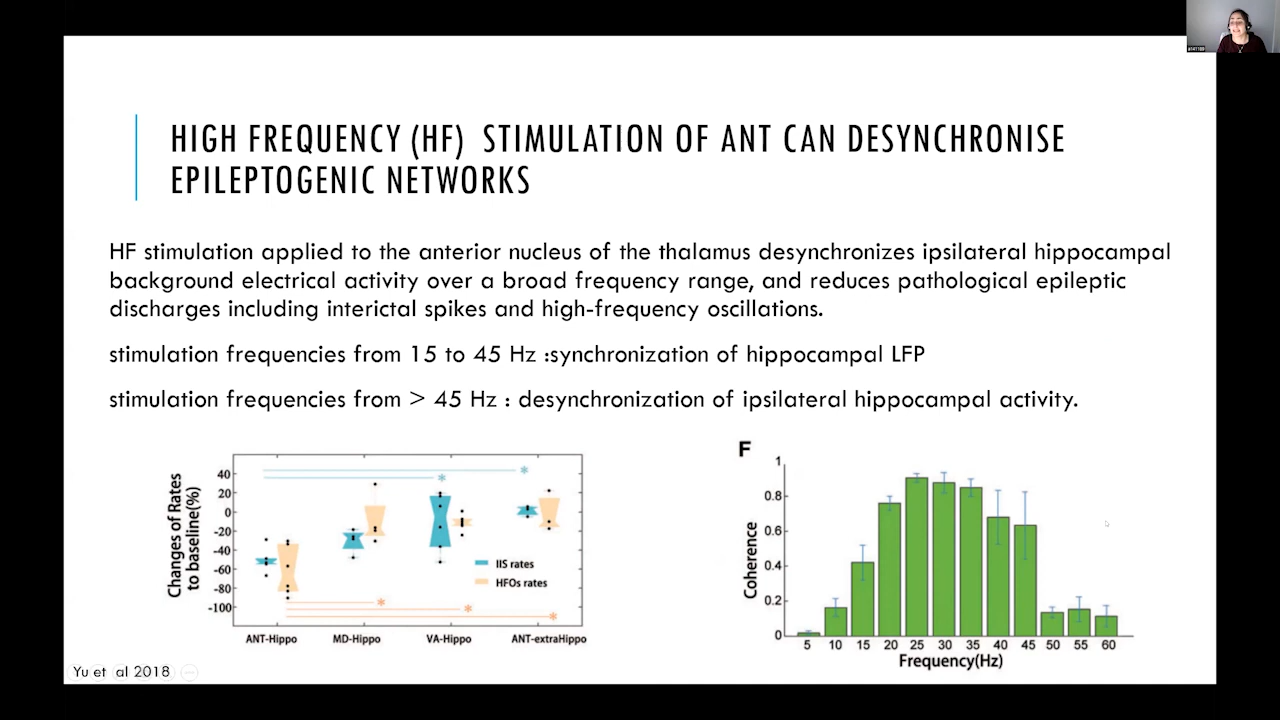 HIGH FREQUENCY (HF) STIMULATION OF ANT CAN DESYNCHRONISE
EPILEPTOGENIC NETWORKS
HF stimulation applied to the anterior nucleus of the thalamus desynchronizes ipsilateral hippocampal
background electrical activity over a broad frequency range, and reduces pathological epileptic
discharges including interictal spikes and high-frequency oscillations.
stimulation frequencies from 15 to 45 Hz :synchronization of hippocampal LFP
stimulation frequencies from > 45 Hz : desynchronization of ipsilateral hippocampal activity.
Changes of Rates
to baseline(%)
40
20
0
-20
-40
-60
-80
-100
*
*
*
*
*
IIS rates
HFOs rates
ANT-Hippo MD-Hippo VA-Hippo ANT-extraHippo
F
Coherence
1
0.8
0.6
0.4
0.2
0
5 10 15 20 25 30 35 40 45 50 55 60
Frequency(Hz)
Yu et al 2018